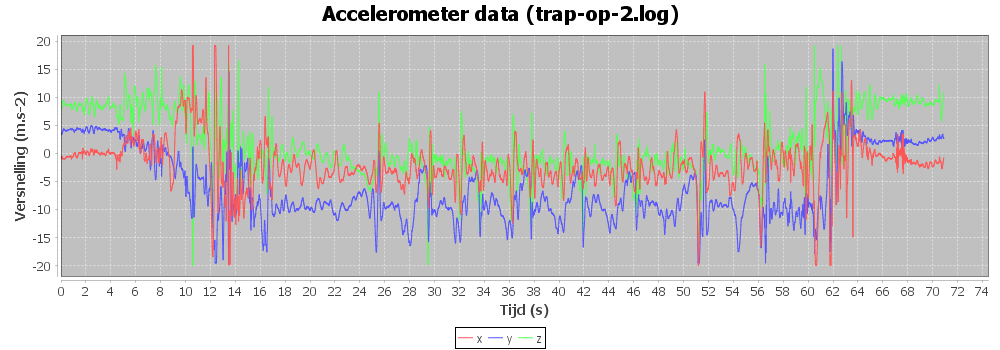 Accelerometer data (trap-op-2.log)
Versnelling (m.s-2)
20
15
10
5
0
-5
-10
-15
-20
0 2 4 6 8 10 12 14 16 18 20 22 24 26 28 30 32 34 36 38 40 42 44 46 48 50 52 54 56 58 60 62 64 66 68 70 72 74
Tijd (s)
x y z